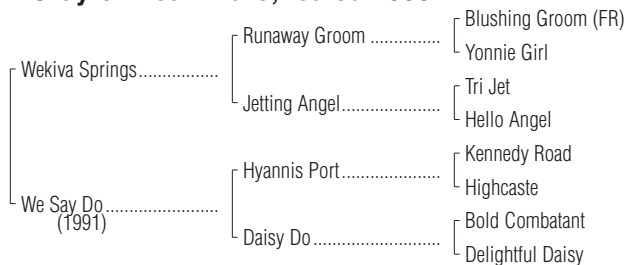 Blushing Groom (FR)
Runaway Groom ................
Yonnie Girl
Wekiva Springs..................
Tri Jet
Jetting Angel......................
Hello Angel
Kennedy Road
Hyannis Port......................
Highcaste
We Say Do.........................
(1991)
Bold Combatant
Daisy Do............................
Delightful Daisy